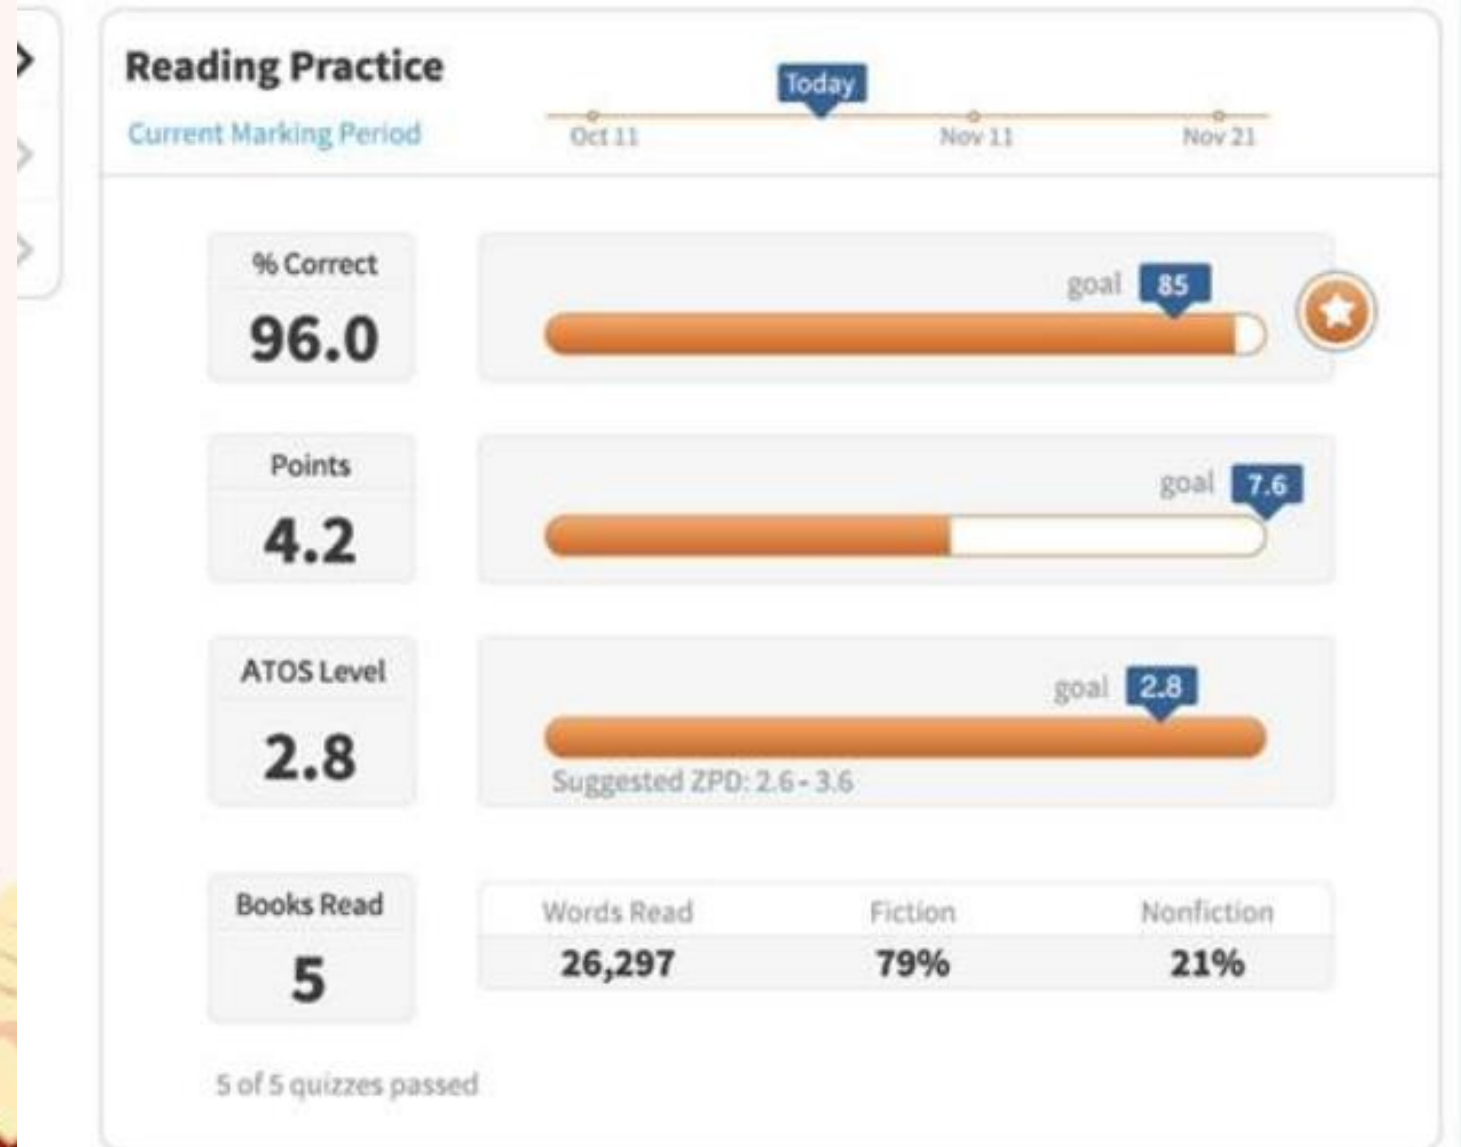 Reading Practice
Current Marking Period
Today
Oct 11
Nov 11
Nov 21
% Correct
96.0
goal 85
Points
4.2
goal 7.6
ATOS Level
2.8
goal 2.8
Suggested ZPD: 2.6 - 3.6
Books Read
5
Words Read Fiction Nonfiction
26,297 79% 21%
5 of 5 quizzes passed